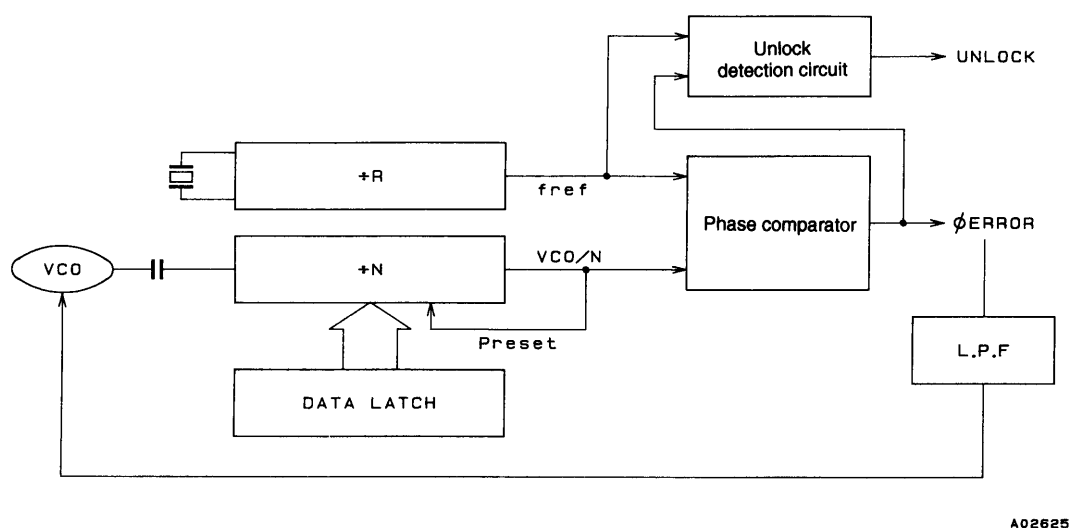 Unlock
detection circuit
UNLOCK
÷R
fref
Phase comparator
φERROR
VCO
÷N
VCO/N
Preset
L.P.F
DATA LATCH
A02625